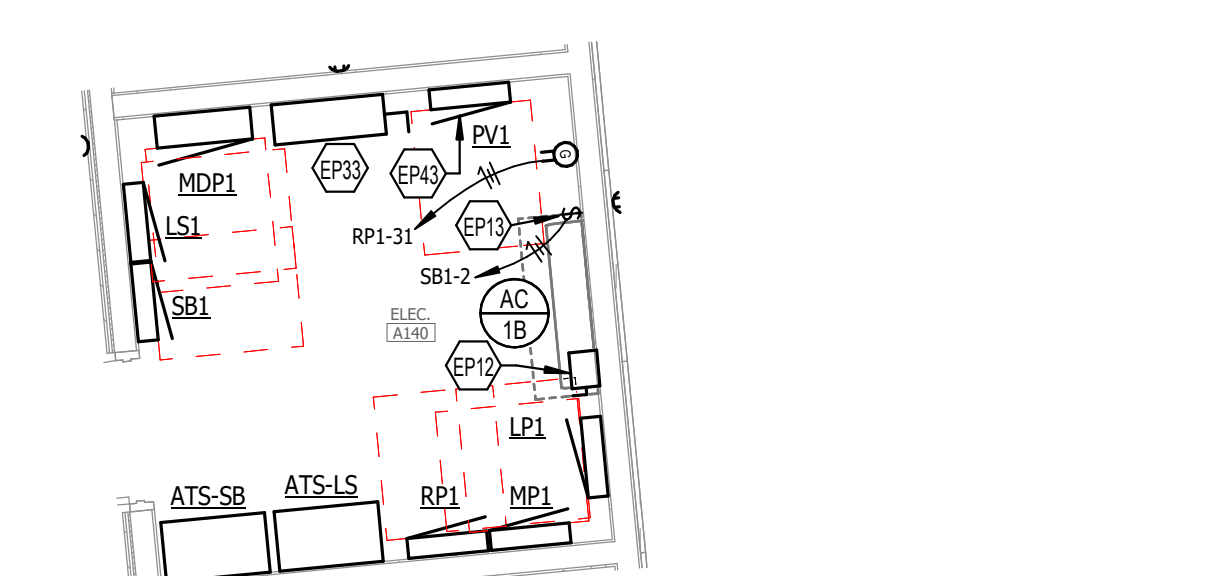 PV1
G
EP33
EP43
MDP1
EP13
S
LS1
RP1-31
SB1-2
SB1
AC
1B
ELEC.
A140
EP12
LP1
ATS-SB
ATS-LS
RP1
MP1